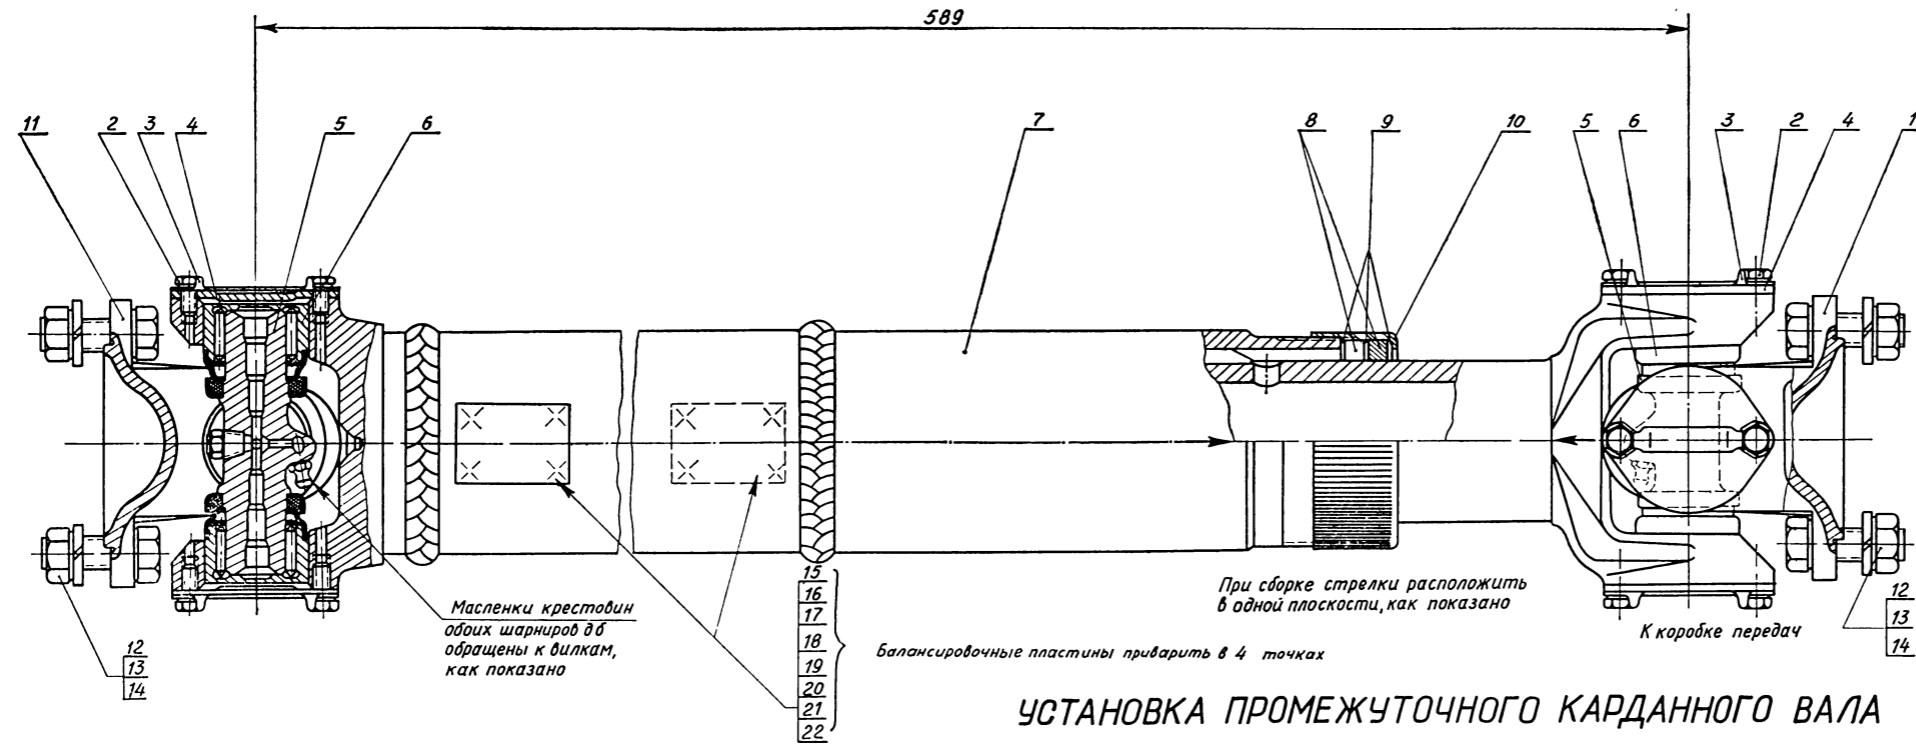 589
11 2 3 4 5 6 7 8 9 10 5 6 3 2 4 1
Масленки крестовин
обоих шарниров дб
обращены к вилкам,
как показано
12
13
14
15
16
17
18
19
20
21
22
Балансировочные пластины приварить в 4 точках
При сборке стрелки расположить
в одной плоскости, как показано
К коробке передач
12
13
14
УСТАНОВКА ПРОМЕЖУТОЧНОГО КАРДАННОГО ВАЛА